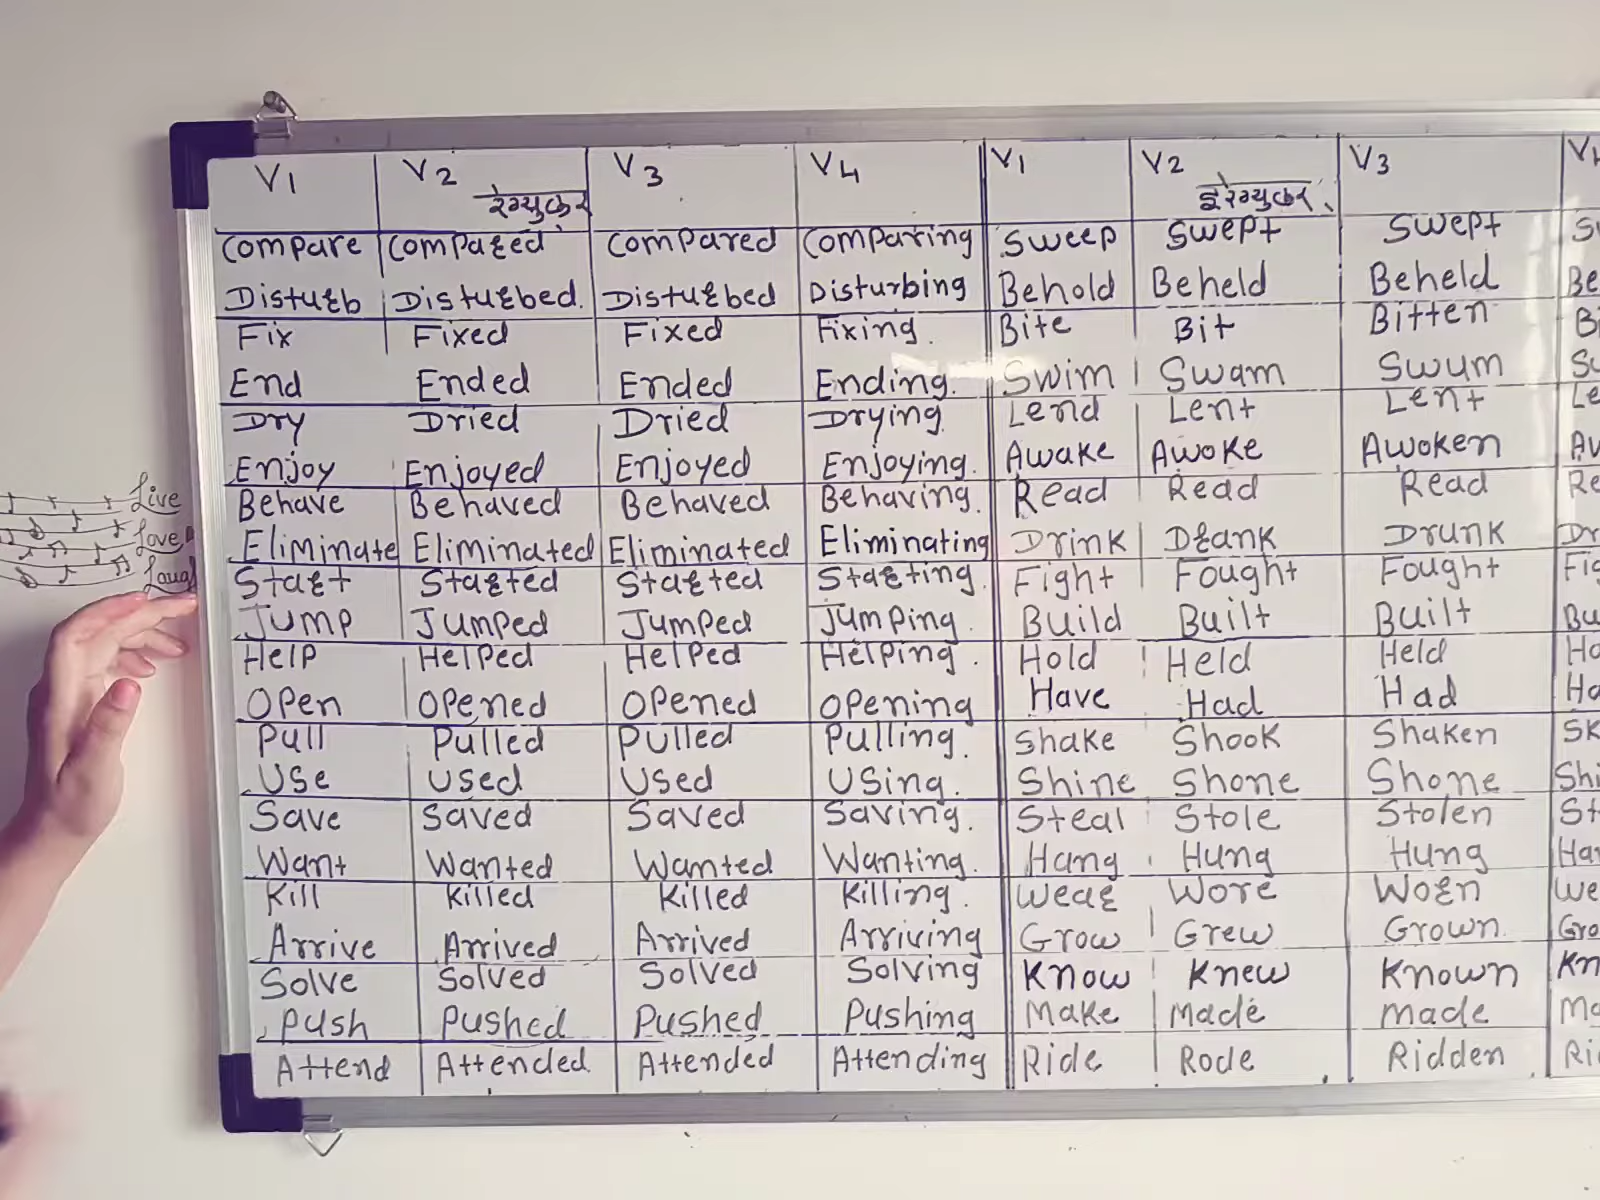 V1 V2 V3 V4 V1 V2 V3
रेग्युलर इरेग्युलर
Compare Compared Compared Comparing Sweep Swept Swept
Disturb Disturbed. Disturbed Disturbing Behold Beheld Beheld
Fix Fixed Fixed Fixing. Bite Bit Bitten
End Ended Ended Ending. Swim Swam Swum
Dry Dried Dried Drying. Lend Lent Lent
Enjoy Enjoyed Enjoyed Enjoying. Awake Awoke Awoken
Behave Behaved Behaved Behaving. Read Read Read
Eliminate Eliminated Eliminated Eliminating Drink Drank Drunk
Start Started Started Starting. Fight Fought Fought
Jump Jumped Jumped Jumping. Build Built Built
Help Helped Helped Helping. Hold Held Held
Open Opened Opened Opening Have Had Had
Pull Pulled Pulled Pulling. Shake Shook Shaken
Use Used Used Using. Shine Shone Shone
Save Saved Saved Saving. Steal Stole Stolen
Want Wanted Wanted Wanting. Hang Hung Hung
Kill Killed Killed Killing. Wear Wore Worn
Arrive Arrived Arrived Arriving Grow Grew Grown
Solve Solved Solved Solving Know Knew Known
Push Pushed Pushed Pushing Make Made Made
Attend Attended Attended Attending Ride Rode Ridden
Live
Love